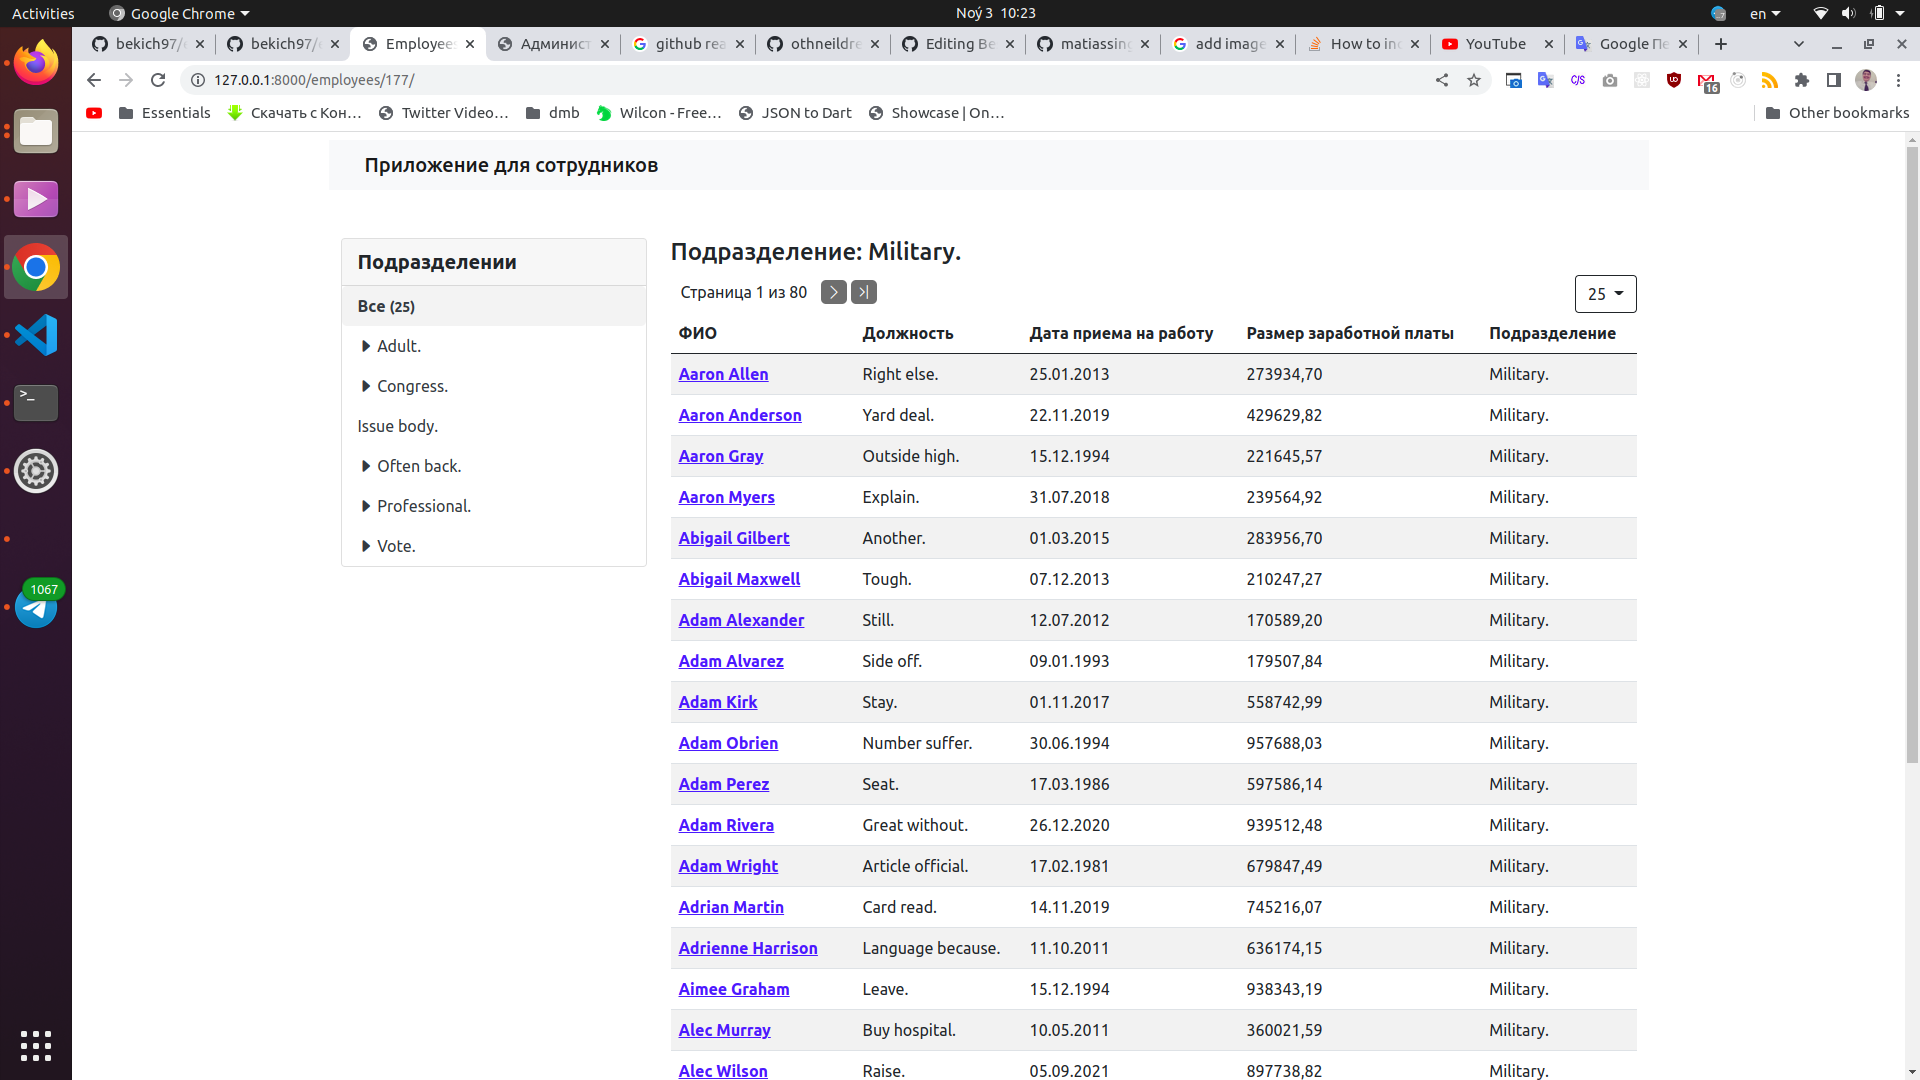 Activities Google Chrome Noý 3 10:23 en
bekich97/ bekich97/ Employee Админист github rea othneildre Editing Be matiassing add image How to inc YouTube Google Пе
127.0.0.1:8000/employees/177/
16
Essentials Скачать с Кон… Twitter Video… dmb Wilcon - Free… JSON to Dart Showcase | On… Other bookmarks
Приложение для сотрудников
Подразделении
Все (25)
Adult.
Congress.
Issue body.
Often back.
Professional.
Vote.
1067
Подразделение: Military.
Страница 1 из 80
25
ФИО Должность Дата приема на работу Размер заработной платы Подразделение
Aaron Allen Right else. 25.01.2013 273934,70 Military.
Aaron Anderson Yard deal. 22.11.2019 429629,82 Military.
Aaron Gray Outside high. 15.12.1994 221645,57 Military.
Aaron Myers Explain. 31.07.2018 239564,92 Military.
Abigail Gilbert Another. 01.03.2015 283956,70 Military.
Abigail Maxwell Tough. 07.12.2013 210247,27 Military.
Adam Alexander Still. 12.07.2012 170589,20 Military.
Adam Alvarez Side off. 09.01.1993 179507,84 Military.
Adam Kirk Stay. 01.11.2017 558742,99 Military.
Adam Obrien Number suffer. 30.06.1994 957688,03 Military.
Adam Perez Seat. 17.03.1986 597586,14 Military.
Adam Rivera Great without. 26.12.2020 939512,48 Military.
Adam Wright Article official. 17.02.1981 679847,49 Military.
Adrian Martin Card read. 14.11.2019 745216,07 Military.
Adrienne Harrison Language because. 11.10.2011 636174,15 Military.
Aimee Graham Leave. 15.12.1994 938343,19 Military.
Alec Murray Buy hospital. 10.05.2011 360021,59 Military.
Alec Wilson Raise. 05.09.2021 897738,82 Military.